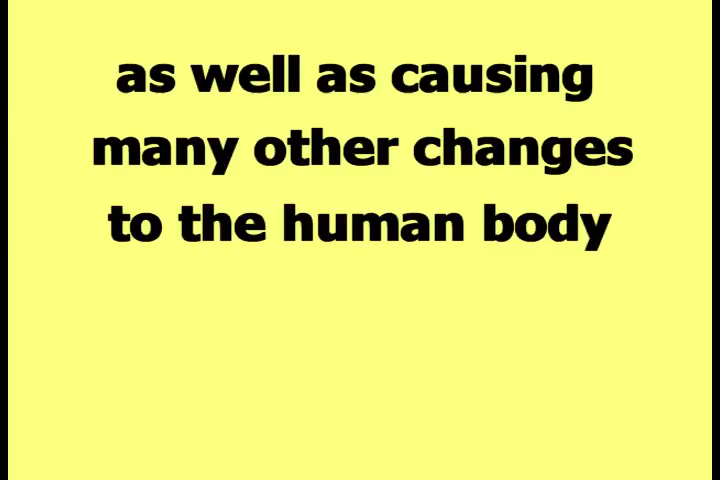 as well as causing
many other changes
to the human body